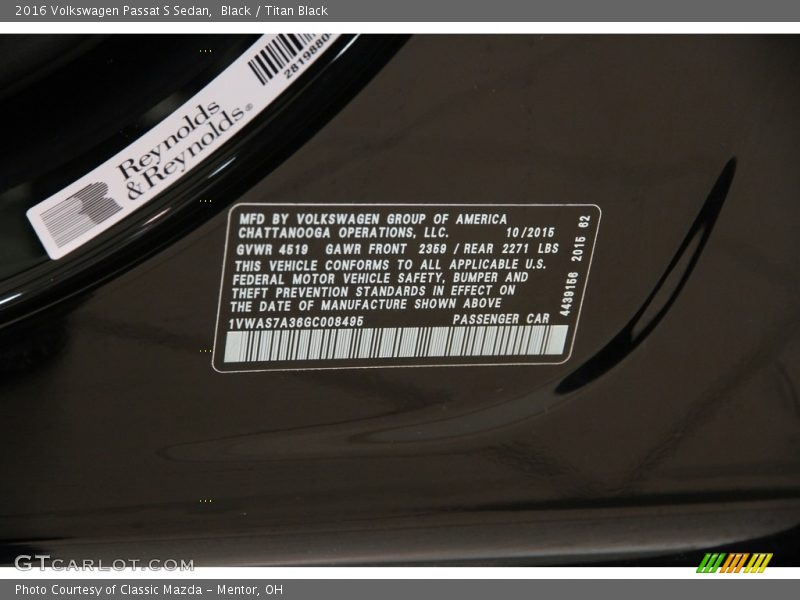 2016 Volkswagen Passat S Sedan,  Black / Titan Black
Reynolds
& Reynolds®
MFD BY VOLKSWAGEN GROUP OF AMERICA
CHATTANOOGA OPERATIONS, LLC. 10/2015
GVWR 4519 GAWR FRONT 2359 / REAR 2271 LBS
THIS VEHICLE CONFORMS TO ALL APPLICABLE U.S.
FEDERAL MOTOR VEHICLE SAFETY, BUMPER AND
THEFT PREVENTION STANDARDS IN EFFECT ON
THE DATE OF MANUFACTURE SHOWN ABOVE
1VWAS7A36GC008495 PASSENGER CAR
4439156 2015 62
GTCARLOT.COM
Photo Courtesy of Classic Mazda - Mentor, OH